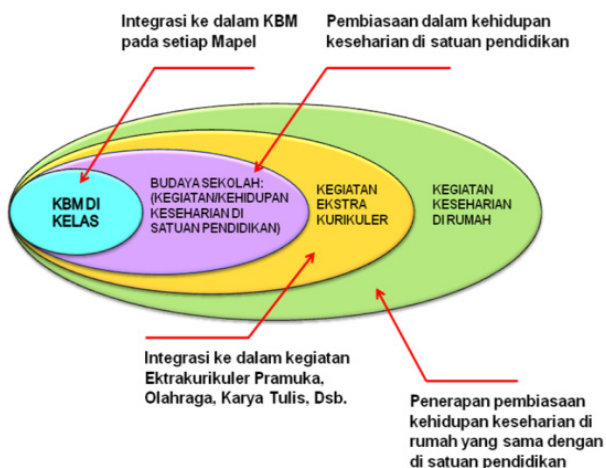 Integrasi ke dalam KBM
pada setiap Mapel
Pembiasaan dalam kehidupan
keseharian di satuan pendidikan
KBM DI
KELAS
BUDAYA SEKOLAH:
(KEGIATAN/KEHIDUPAN
KESEHARIAN DI
SATUAN PENDIDIKAN)
KEGIATAN
EKSTRA
KURIKULER
KEGIATAN
KESEHARIAN
DI RUMAH
Integrasi ke dalam kegiatan
Ektrakurikuler Pramuka,
Olahraga, Karya Tulis, Dsb.
Penerapan pembiasaan
kehidupan keseharian di
rumah yang sama dengan
di satuan pendidikan